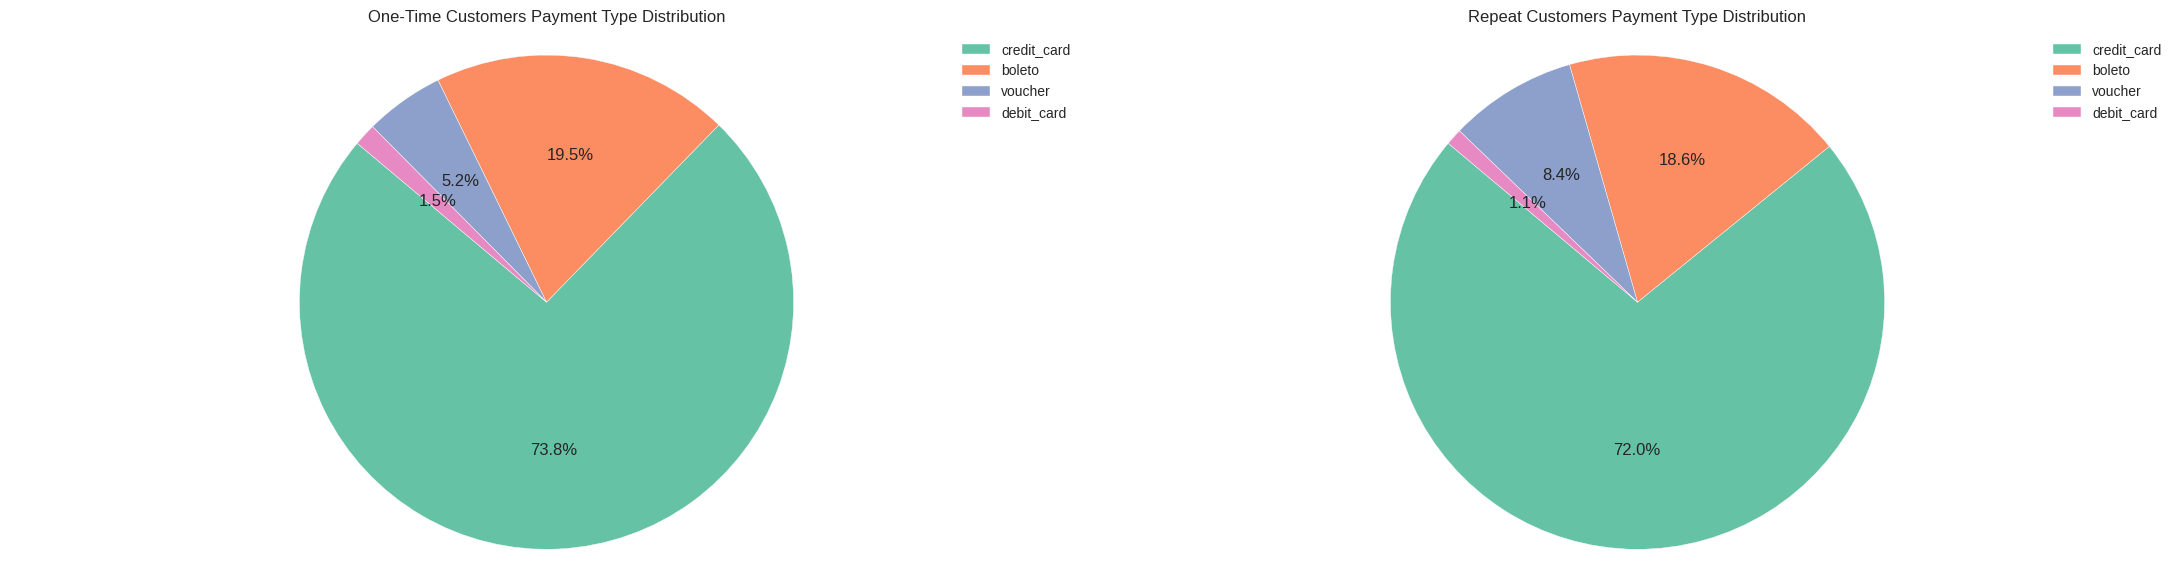 One-Time Customers Payment Type Distribution
credit_card
boleto
voucher
debit_card
19.5%
5.2%
1.5%
73.8%
Repeat Customers Payment Type Distribution
credit_card
boleto
voucher
debit_card
18.6%
8.4%
1.1%
72.0%